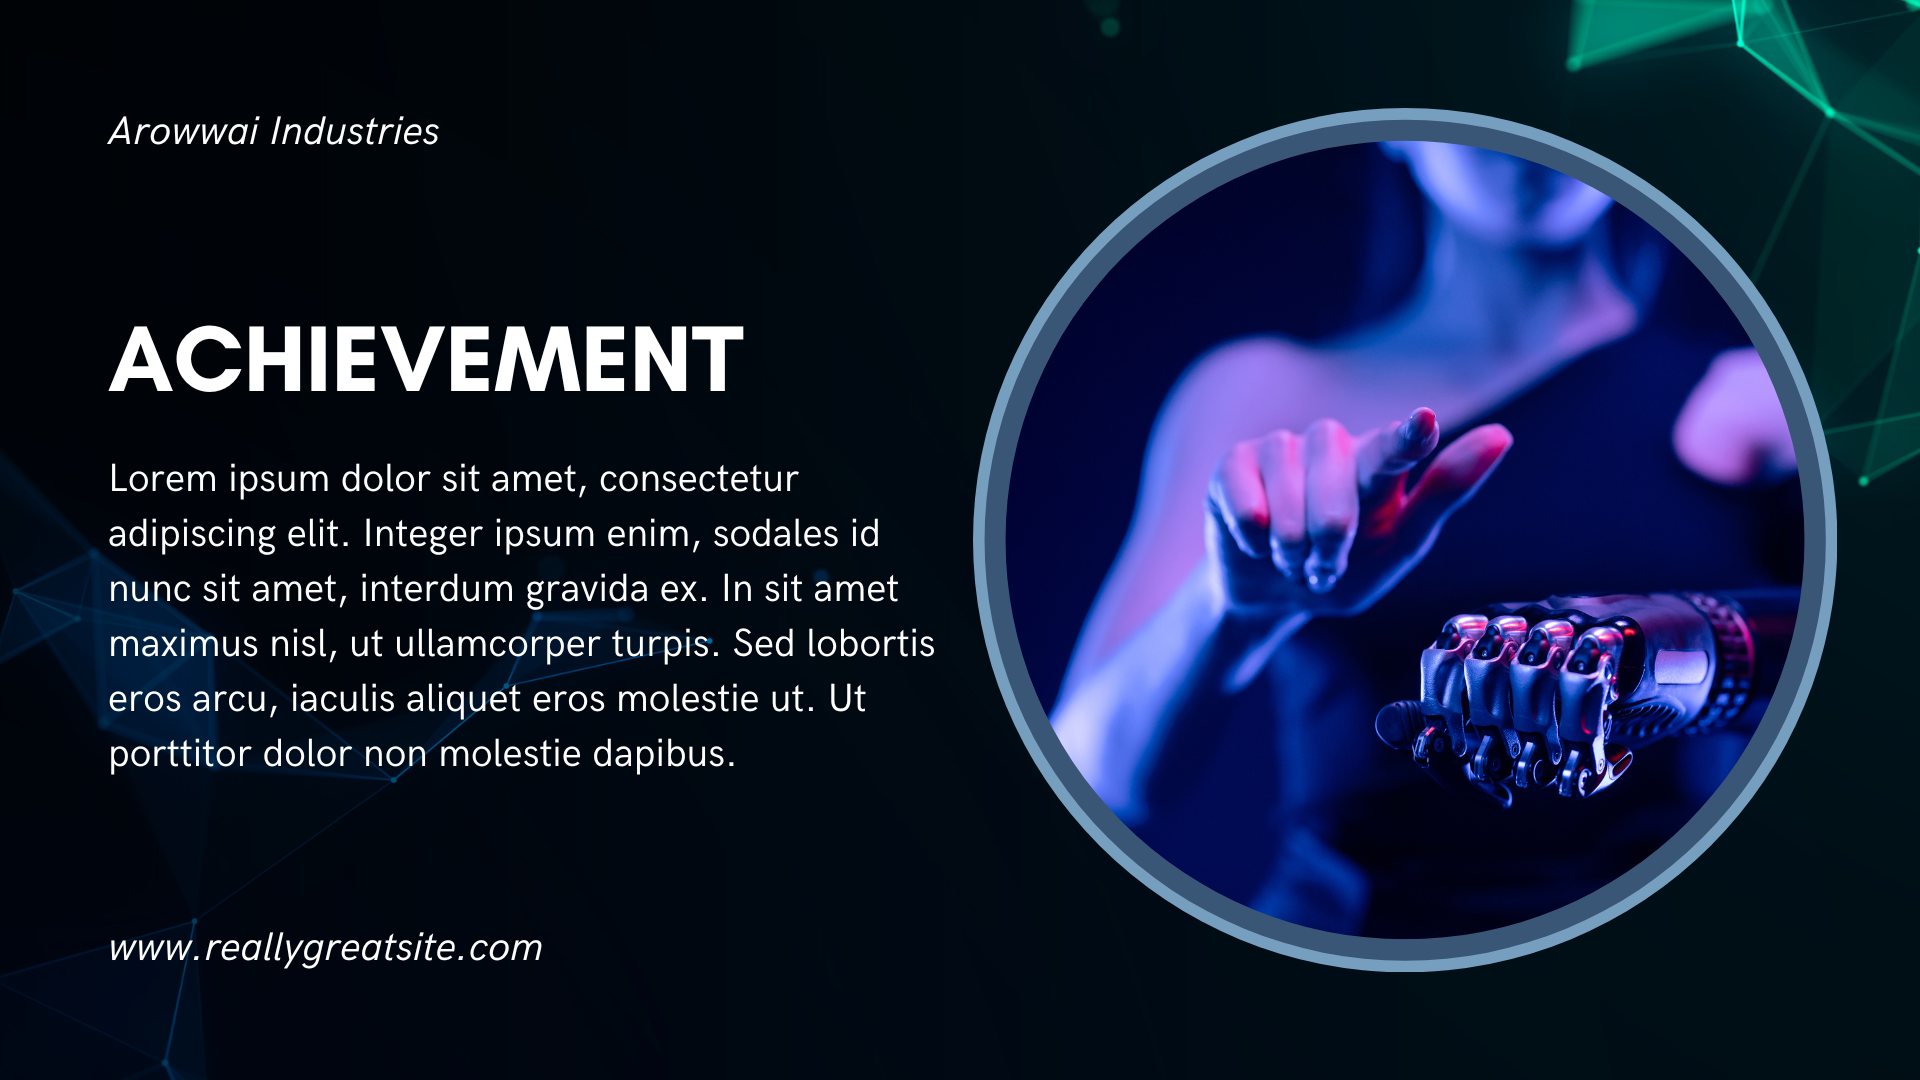 Arowwai Industries
ACHIEVEMENT
Lorem ipsum dolor sit amet, consectetur
adipiscing elit. Integer ipsum enim, sodales id
nunc sit amet, interdum gravida ex. In sit amet
maximus nisl, ut ullamcorper turpis. Sed lobortis
eros arcu, iaculis aliquet eros molestie ut. Ut
porttitor dolor non molestie dapibus.
www.reallygreatsite.com